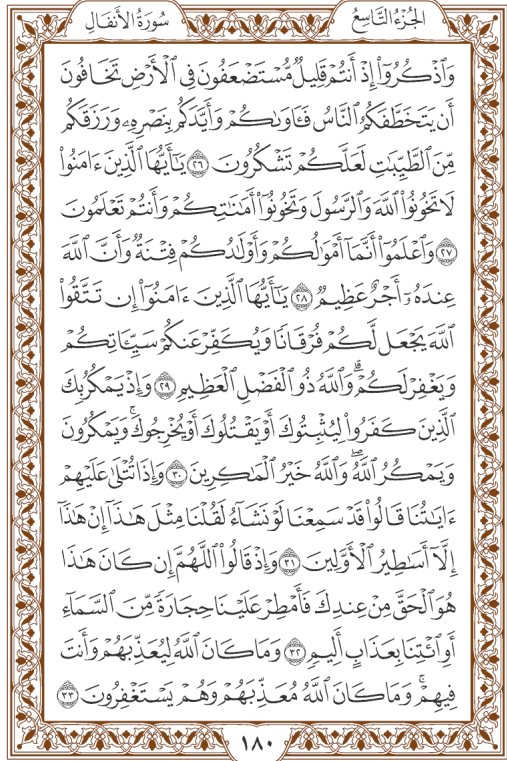 الجُزْءُ التَّاسِعُ
سُورَةُ الأَنفَالِ
وَٱذْكُرُوٓا۟ إِذْ أَنتُمْ قَلِيلٌ مُّسْتَضْعَفُونَ فِى ٱلْأَرْضِ تَخَافُونَ
أَن يَتَخَطَّفَكُمُ ٱلنَّاسُ فَـَٔاوَىٰكُمْ وَأَيَّدَكُم بِنَصْرِهِۦ وَرَزَقَكُم
مِّنَ ٱلطَّيِّبَـٰتِ لَعَلَّكُمْ تَشْكُرُونَ ٢٦ يَـٰٓأَيُّهَا ٱلَّذِينَ ءَامَنُوا۟
لَا تَخُونُوا۟ ٱللَّهَ وَٱلرَّسُولَ وَتَخُونُوٓا۟ أَمَـٰنَـٰتِكُمْ وَأَنتُمْ تَعْلَمُونَ
٢٧ وَٱعْلَمُوٓا۟ أَنَّمَآ أَمْوَٰلُكُمْ وَأَوْلَـٰدُكُمْ فِتْنَةٌ وَأَنَّ ٱللَّهَ
عِندَهُۥٓ أَجْرٌ عَظِيمٌ ٢٨ يَـٰٓأَيُّهَا ٱلَّذِينَ ءَامَنُوٓا۟ إِن تَتَّقُوا۟
ٱللَّهَ يَجْعَل لَّكُمْ فُرْقَانًا وَيُكَفِّرْ عَنكُمْ سَيِّـَٔاتِكُمْ
وَيَغْفِرْ لَكُمْ ۗ وَٱللَّهُ ذُو ٱلْفَضْلِ ٱلْعَظِيمِ ٢٩ وَإِذْ يَمْكُرُ بِكَ
ٱلَّذِينَ كَفَرُوا۟ لِيُثْبِتُوكَ أَوْ يَقْتُلُوكَ أَوْ يُخْرِجُوكَ ۚ وَيَمْكُرُونَ
وَيَمْكُرُ ٱللَّهُ ۖ وَٱللَّهُ خَيْرُ ٱلْمَـٰكِرِينَ ٣٠ وَإِذَا تُتْلَىٰ عَلَيْهِمْ
ءَايَـٰتُنَا قَالُوا۟ قَدْ سَمِعْنَا لَوْ نَشَآءُ لَقُلْنَا مِثْلَ هَـٰذَآ ۙ إِنْ هَـٰذَآ
إِلَّآ أَسَـٰطِيرُ ٱلْأَوَّلِينَ ٣١ وَإِذْ قَالُوا۟ ٱللَّهُمَّ إِن كَانَ هَـٰذَا
هُوَ ٱلْحَقَّ مِنْ عِندِكَ فَأَمْطِرْ عَلَيْنَا حِجَارَةً مِّنَ ٱلسَّمَآءِ
أَوِ ٱئْتِنَا بِعَذَابٍ أَلِيمٍ ٣٢ وَمَا كَانَ ٱللَّهُ لِيُعَذِّبَهُمْ وَأَنتَ
فِيهِمْ ۚ وَمَا كَانَ ٱللَّهُ مُعَذِّبَهُمْ وَهُمْ يَسْتَغْفِرُونَ ٣٣
١٨٠